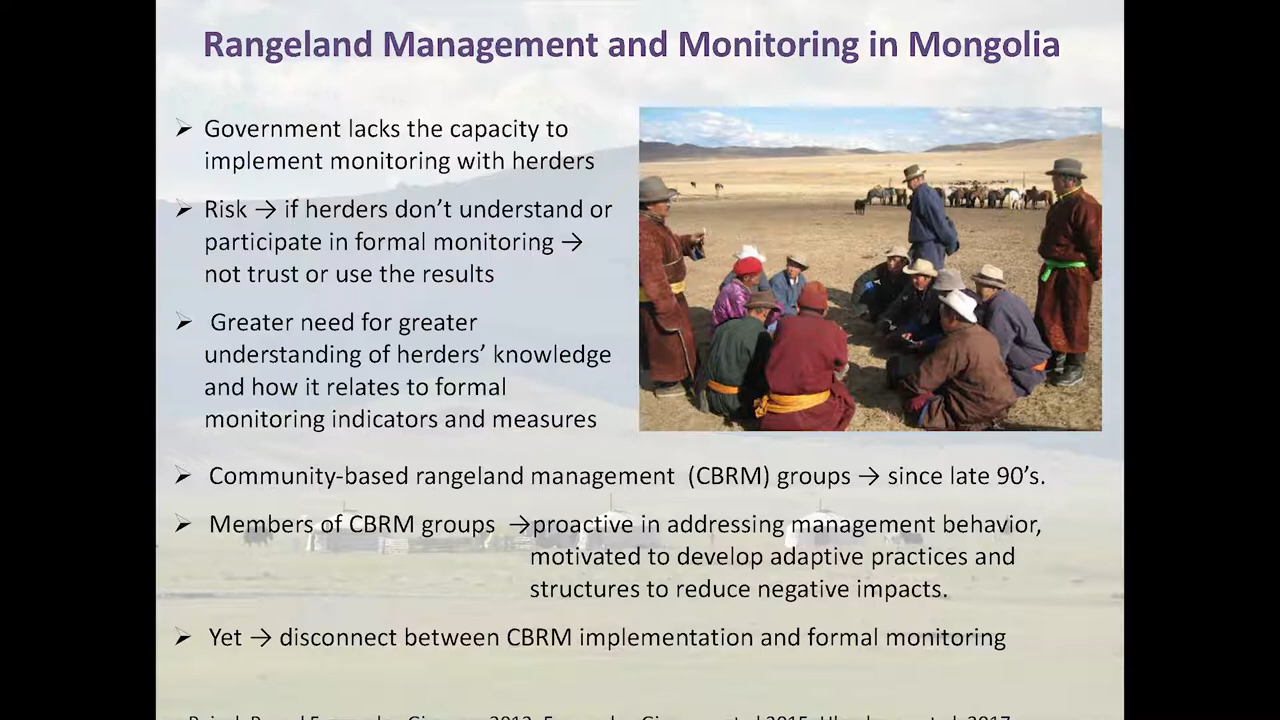 Rangeland Management and Monitoring in Mongolia
➢ Government lacks the capacity to
implement monitoring with herders
➢ Risk → if herders don’t understand or
participate in formal monitoring →
not trust or use the results
➢ Greater need for greater
understanding of herders’ knowledge
and how it relates to formal
monitoring indicators and measures
➢ Community-based rangeland management (CBRM) groups → since late 90’s.
➢ Members of CBRM groups →proactive in addressing management behavior,
motivated to develop adaptive practices and
structures to reduce negative impacts.
➢ Yet → disconnect between CBRM implementation and formal monitoring